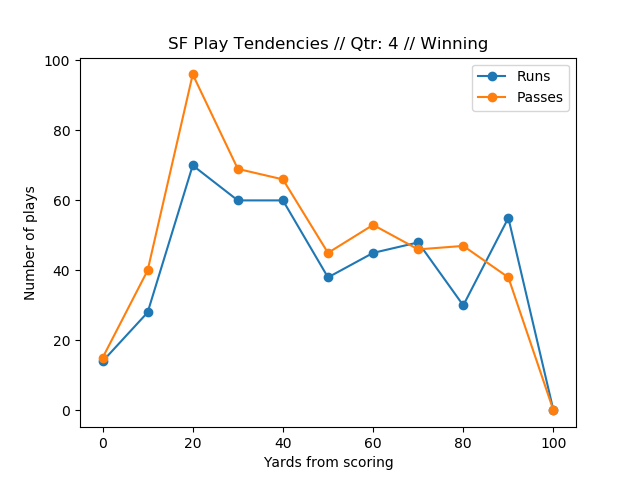 SF Play Tendencies // Qtr: 4 // Winning
Runs
Passes
Number of plays
100
80
60
40
20
0
0 20 40 60 80 100
Yards from scoring